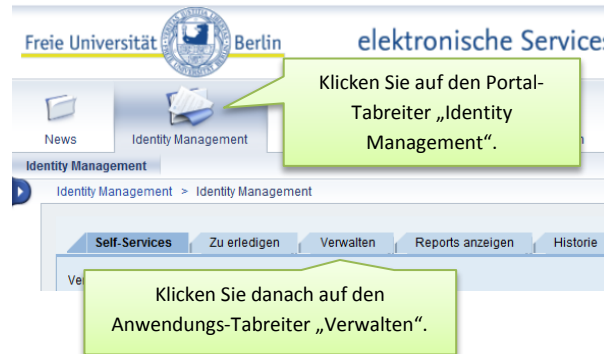 Freie Universität Berlin
elektronische Services
Klicken Sie auf den Portal-
Tabreiter „Identity
Management“.
News
Identity Management
Identity Management
Identity Management > Identity Management
Self-Services
Zu erledigen
Verwalten
Reports anzeigen
Historie
Klicken Sie danach auf den
Anwendungs-Tabreiter „Verwalten“.